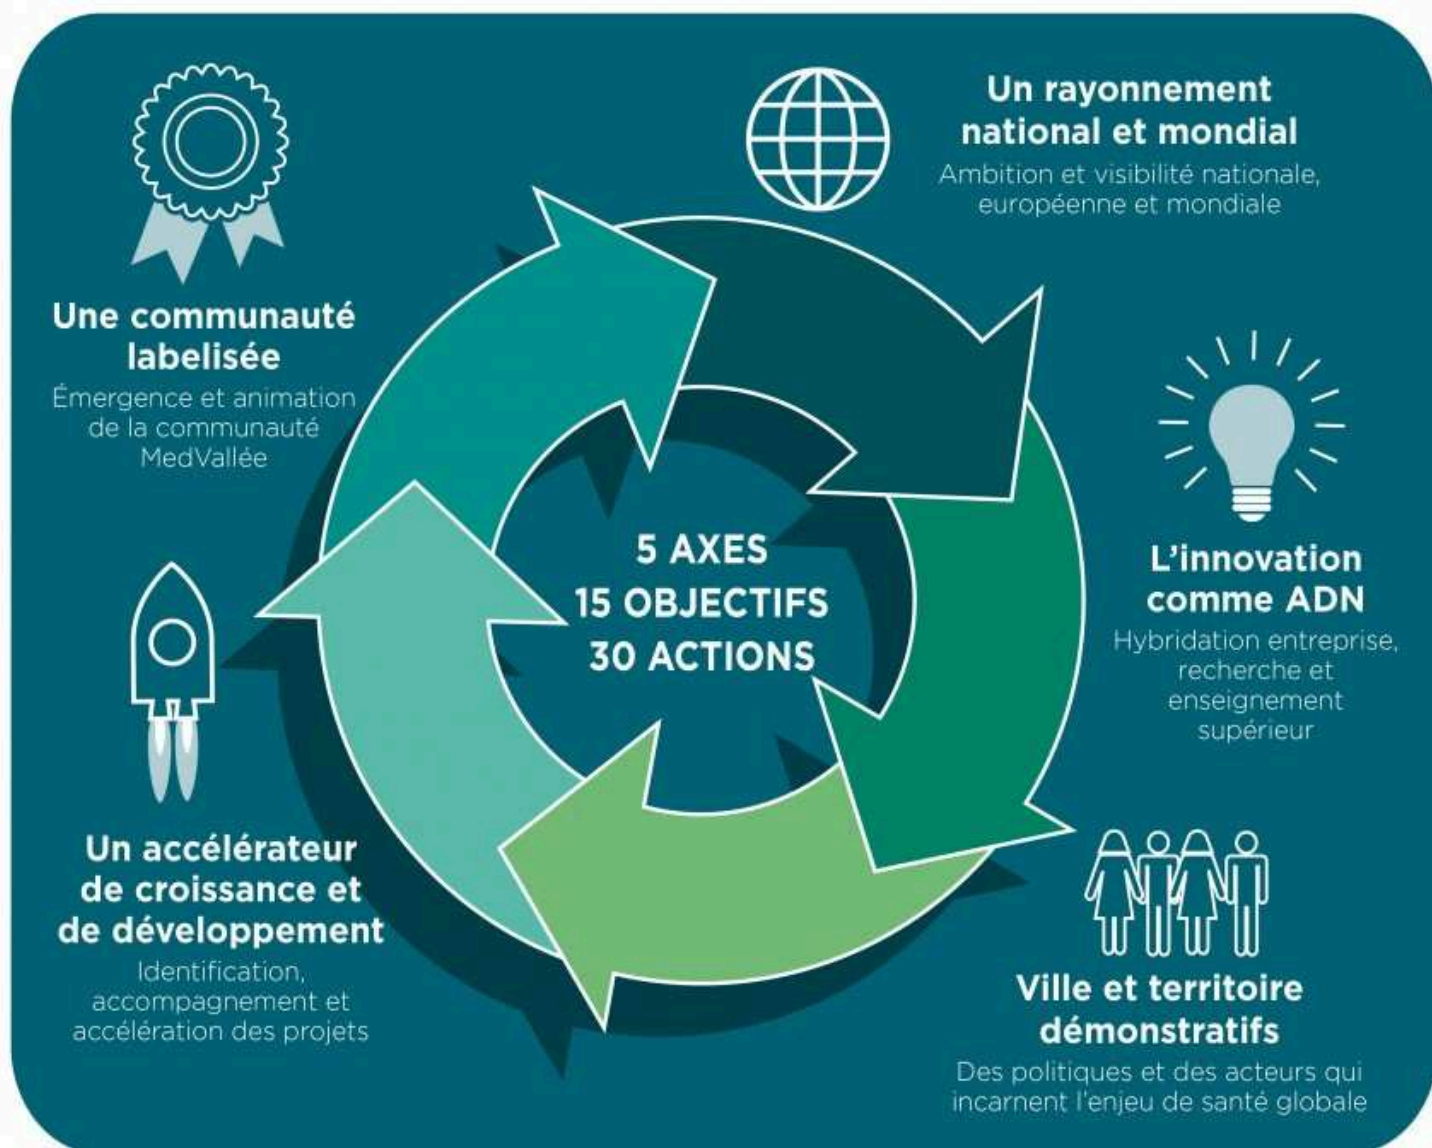 Une communauté
labelisée
Émergence et animation
de la communauté
MedVallée
Un rayonnement
national et mondial
Ambition et visibilité nationale,
européenne et mondiale
L'innovation
comme ADN
Hybridation entreprise,
recherche et
enseignement
supérieur
5 AXES
15 OBJECTIFS
30 ACTIONS
Un accélérateur
de croissance et
de développement
Identification,
accompagnement et
accélération des projets
Ville et territoire
démonstratifs
Des politiques et des acteurs qui
incarnent l'enjeu de santé globale